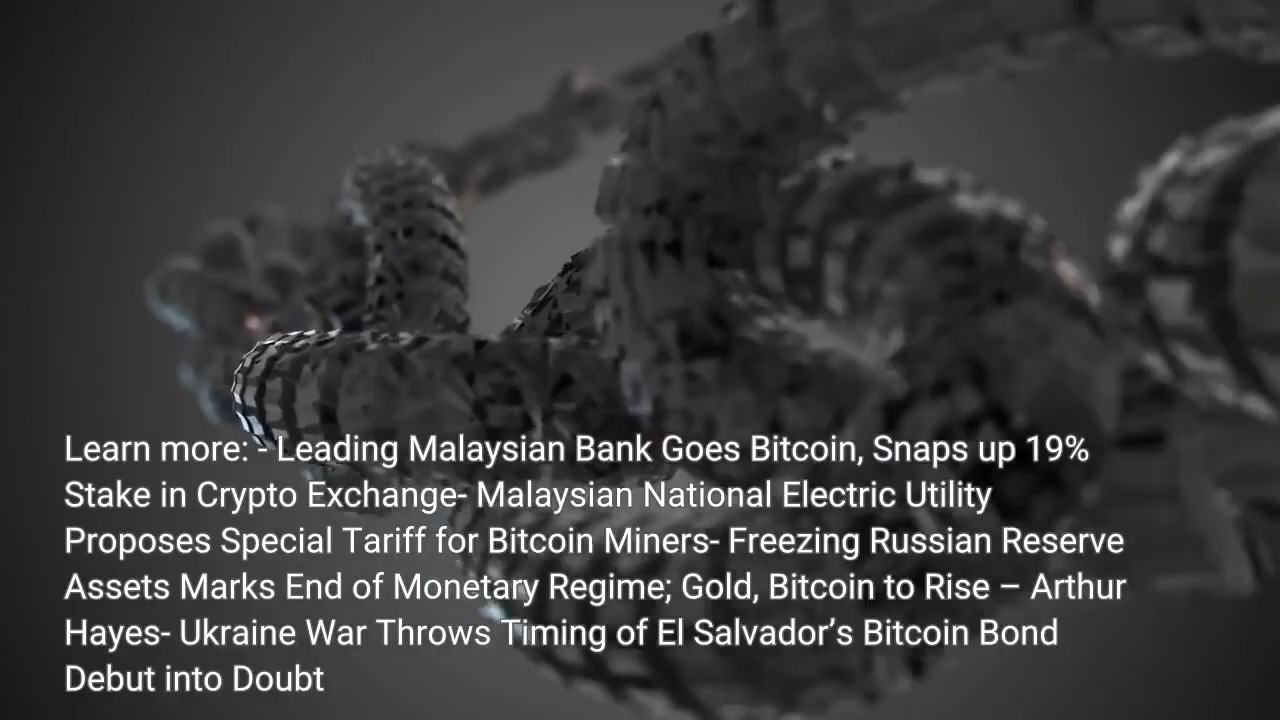 Learn more: - Leading Malaysian Bank Goes Bitcoin, Snaps up 19%
Stake in Crypto Exchange- Malaysian National Electric Utility
Proposes Special Tariff for Bitcoin Miners- Freezing Russian Reserve
Assets Marks End of Monetary Regime; Gold, Bitcoin to Rise – Arthur
Hayes- Ukraine War Throws Timing of El Salvador’s Bitcoin Bond
Debut into Doubt